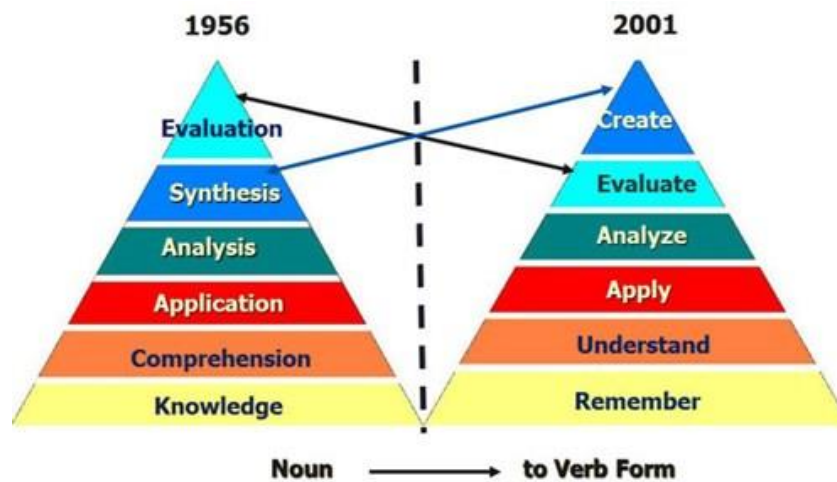 1956
Evaluation
Synthesis
Analysis
Application
Comprehension
Knowledge
2001
Create
Evaluate
Analyze
Apply
Understand
Remember
Noun to Verb Form